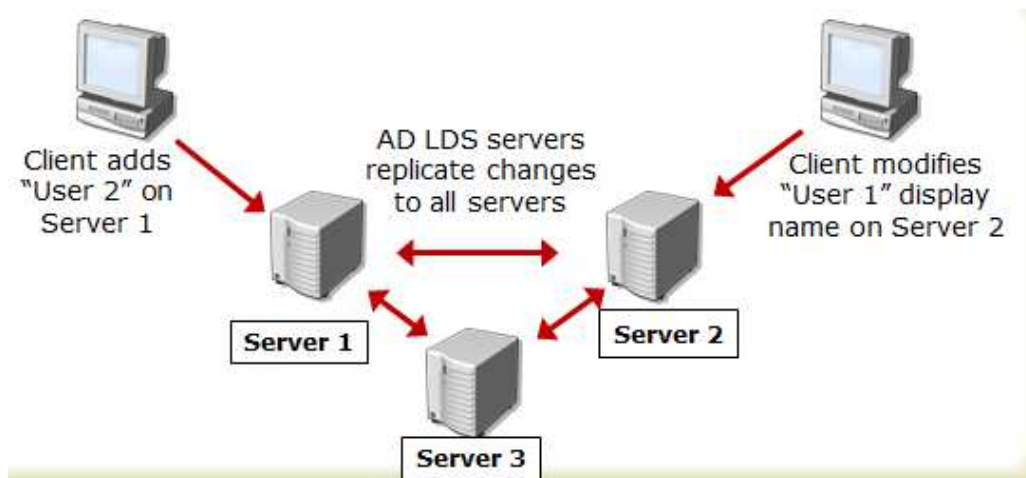 Client adds
“User 2” on
Server 1
AD LDS servers
replicate changes
to all servers
Client modifies
“User 1” display
name on Server 2
Server 1
Server 2
Server 3